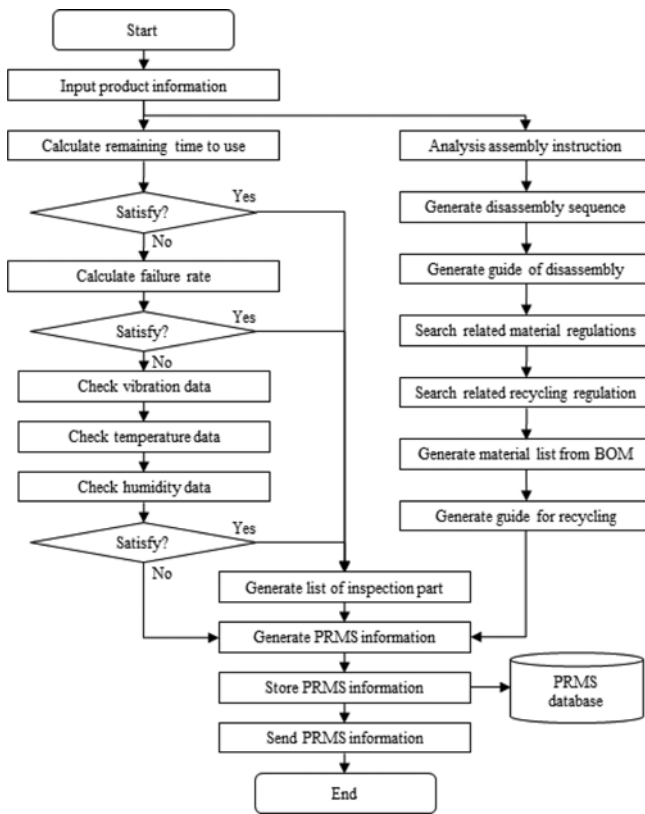 Start
Input product information
Calculate remaining time to use
Analysis assembly instruction
Satisfy?
Yes
No
Generate disassembly sequence
Calculate failure rate
Generate guide of disassembly
Satisfy?
Yes
No
Search related material regulations
Check vibration data
Search related recycling regulation
Check temperature data
Generate material list from BOM
Check humidity data
Generate guide for recycling
Satisfy?
Yes
No
Generate list of inspection part
Generate PRMS information
Store PRMS information
PRMS
database
Send PRMS information
End